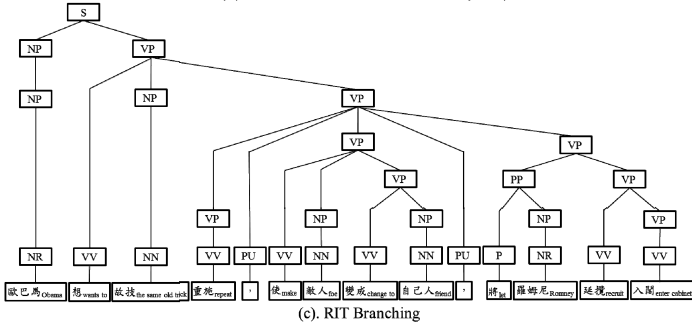 S
NP VP
NP NP VP
VP VP
VP PP VP
VP NP NP NP VP
NR VV NN VV PU VV NN VV NN PU P NR VV VV
歐巴馬Obama 想wants to 故技the same old trick 重施repeat , 使make 敵人foe 變成change to 自己人friend , 將let 羅姆尼Romney 延攬recruit 入閣enter cabinet
(c). RIT Branching